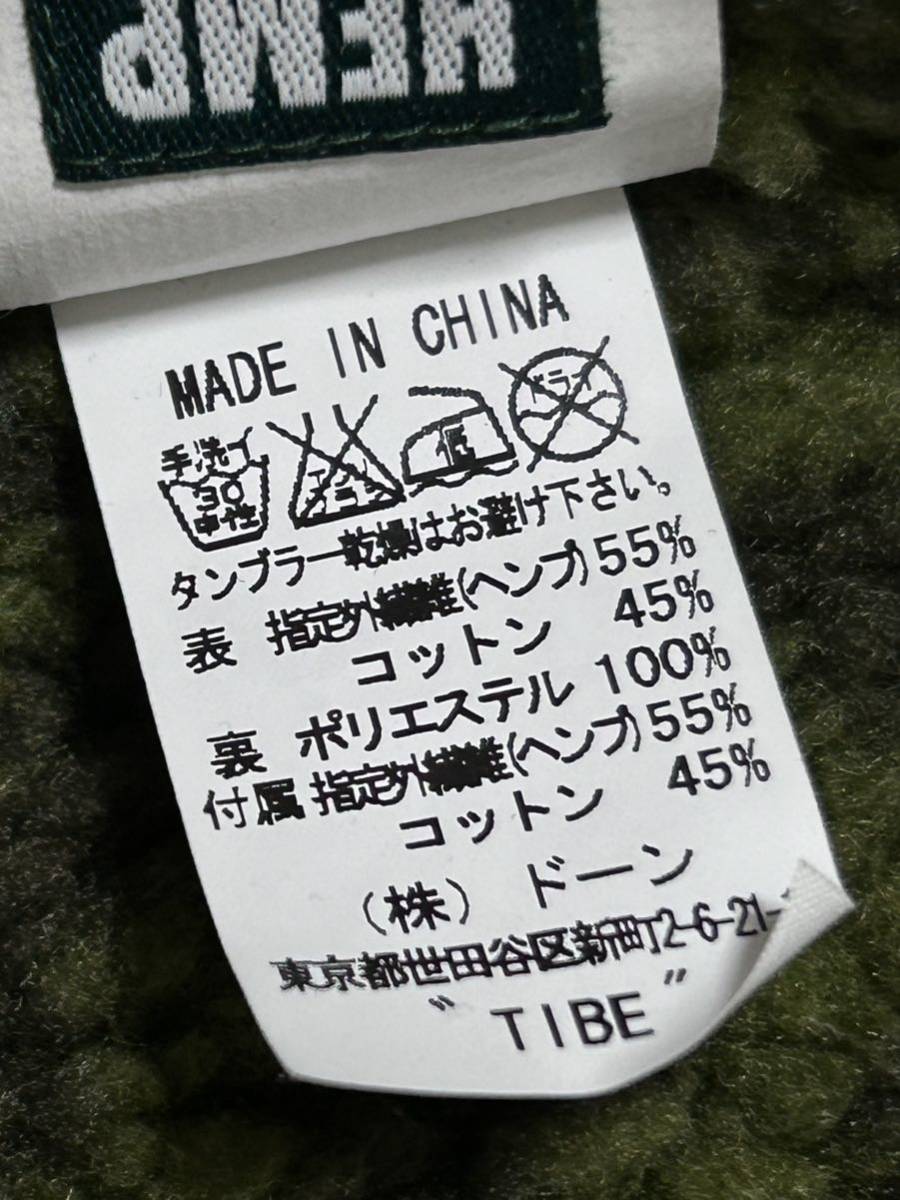 HEMP
MADE IN CHINA
手洗イ
30
中性
エンソ
サラシ
低
ドライ
タンブラー乾燥はお避け下さい。
表 指定外繊維(ヘンプ)55%
コットン 45%
裏 ポリエステル 100%
付属 指定外繊維(ヘンプ)55%
コットン 45%
(株) ドーン
東京都世田谷区新町2-6-21-
"TIBE"